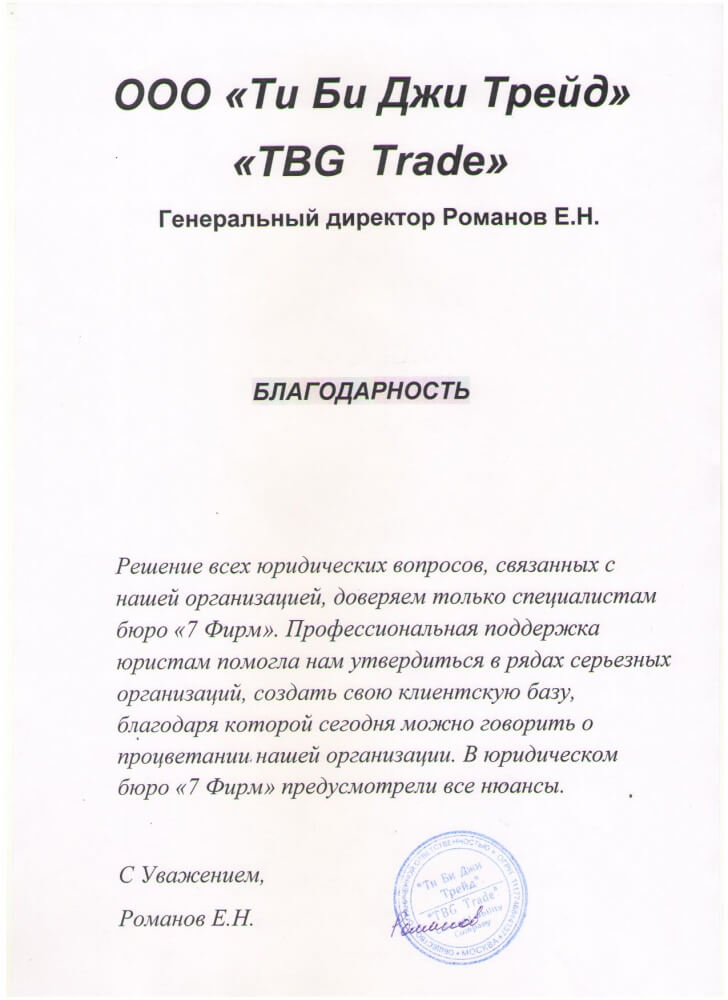 ООО «Ти Би Джи Трейд»
«TBG Trade»
Генеральный директор Романов Е.Н.
БЛАГОДАРНОСТЬ
Решение всех юридических вопросов, связанных с
нашей организацией, доверяем только специалистам
бюро «7 Фирм». Профессиональная поддержка
юристам помогла нам утвердиться в рядах серьезных
организаций, создать свою клиентскую базу,
благодаря которой сегодня можно говорить о
процветании нашей организации. В юридическом
бюро «7 Фирм» предусмотрели все нюансы.
С Уважением,
Романов Е.Н.
"Ти Би Джи
Трейд"
"TBG Trade"
Company
МОСКВА
Романов